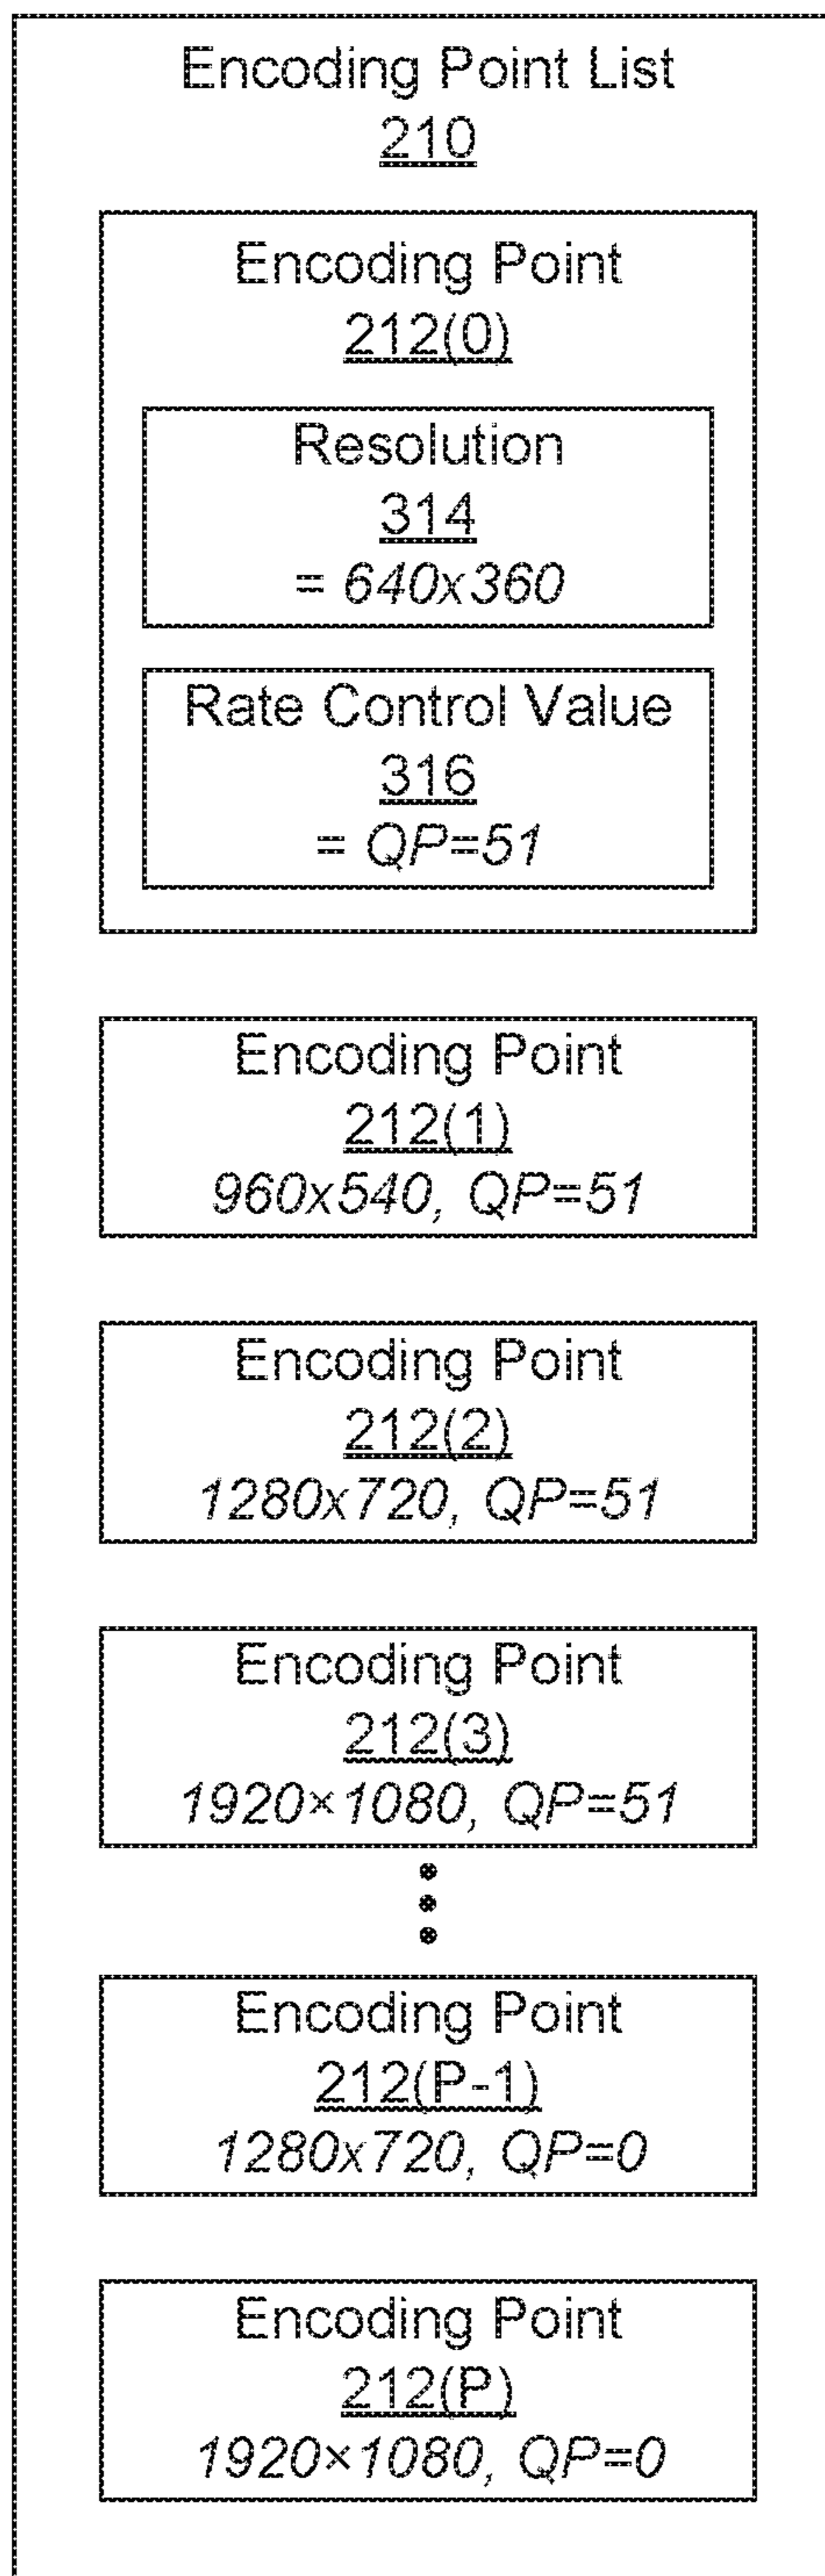 Encoding Point List
210
Encoding Point
212(0)
Resolution
314
= 640x360
Rate Control Value
316
= QP=51
Encoding Point
212(1)
960x540, QP=51
Encoding Point
212(2)
1280x720, QP=51
Encoding Point
212(3)
1920×1080, QP=51
Encoding Point
212(P-1)
1280x720, QP=0
Encoding Point
212(P)
1920×1080, QP=0